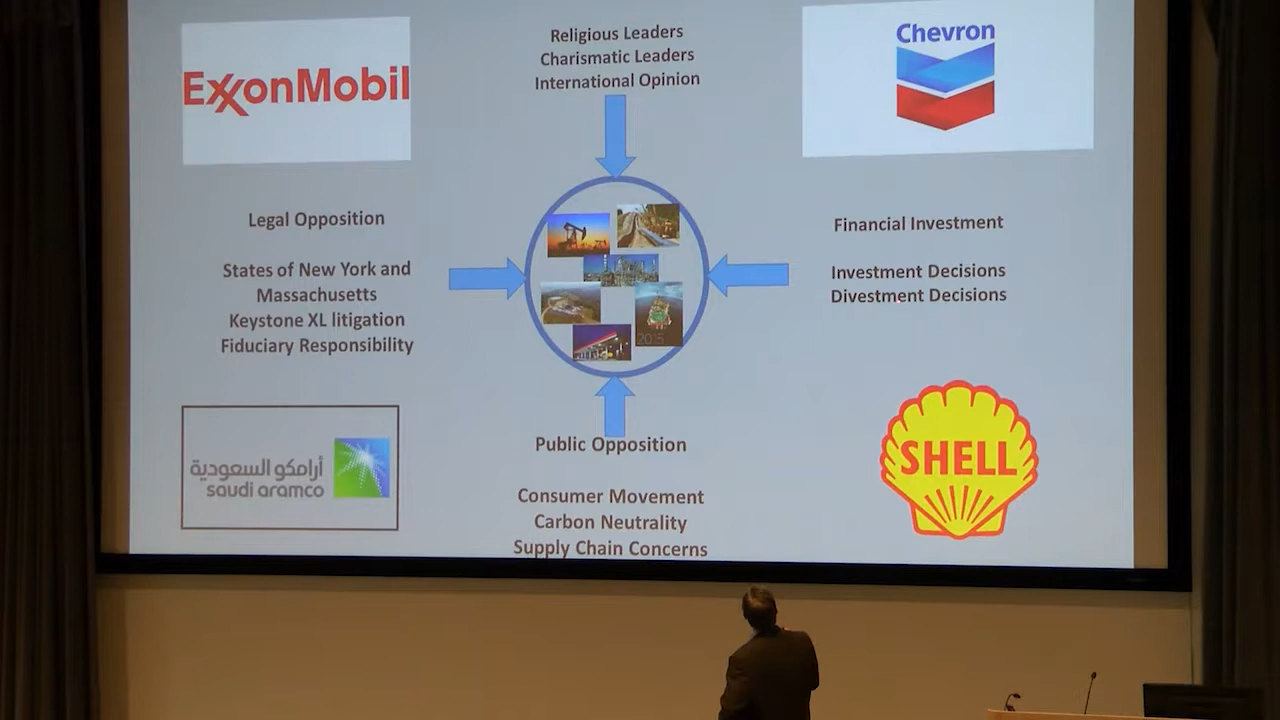 Religious Leaders
Charismatic Leaders
International Opinion
ExxonMobil
Chevron
Legal Opposition
States of New York and
Massachusetts
Keystone XL litigation
Fiduciary Responsibility
Financial Investment
Investment Decisions
Divestment Decisions
2015
أرامكو السعودية
saudi aramco
SHELL
Public Opposition
Consumer Movement
Carbon Neutrality
Supply Chain Concerns